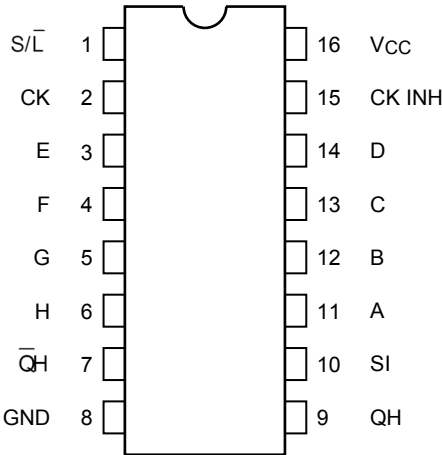 S/L̅ 1 16 VCC
CK 2 15 CK INH
E 3 14 D
F 4 13 C
G 5 12 B
H 6 11 A
Q̅H 7 10 SI
GND 8 9 QH